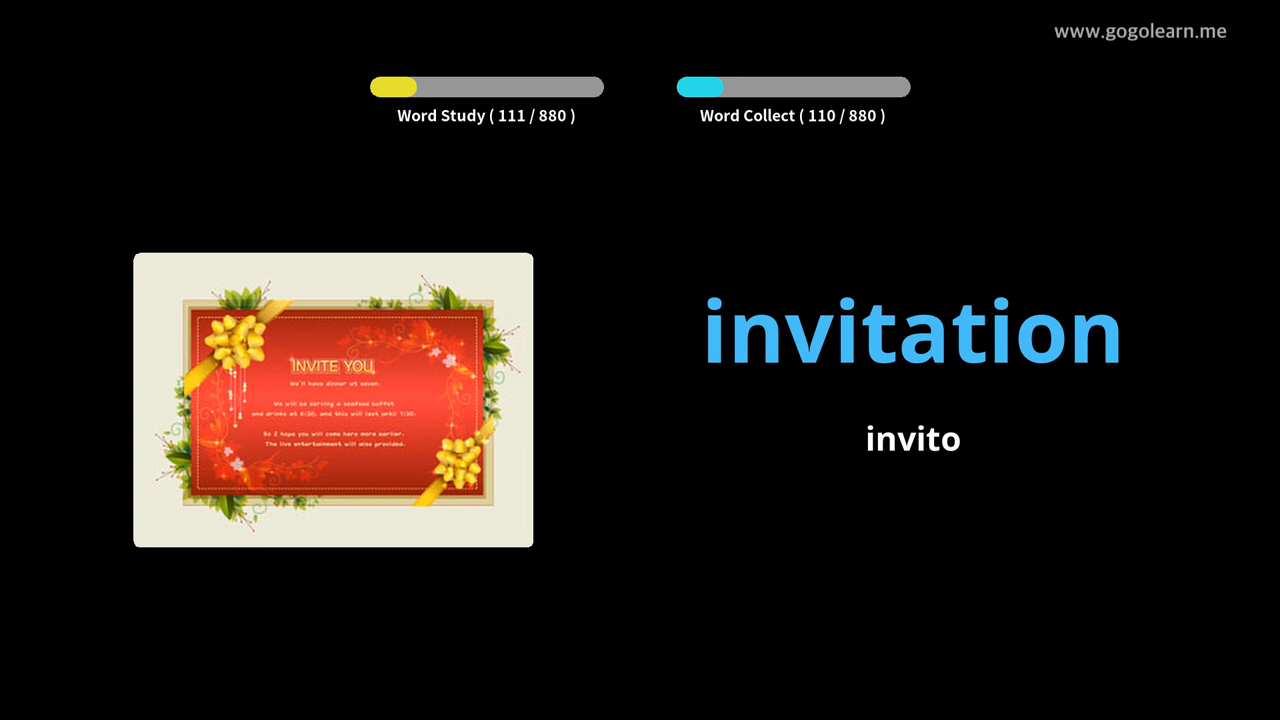 www.gogolearn.me
Word Study ( 111 / 880 )
Word Collect ( 110 / 880 )
INVITE YOU
We'll have dinner at seven.
We will be serving a seafood buffet
and drinks at 6:30, and this will last until 7:30.
So I hope you will come here more earlier.
The live entertainment will also provided.
invitation
invito